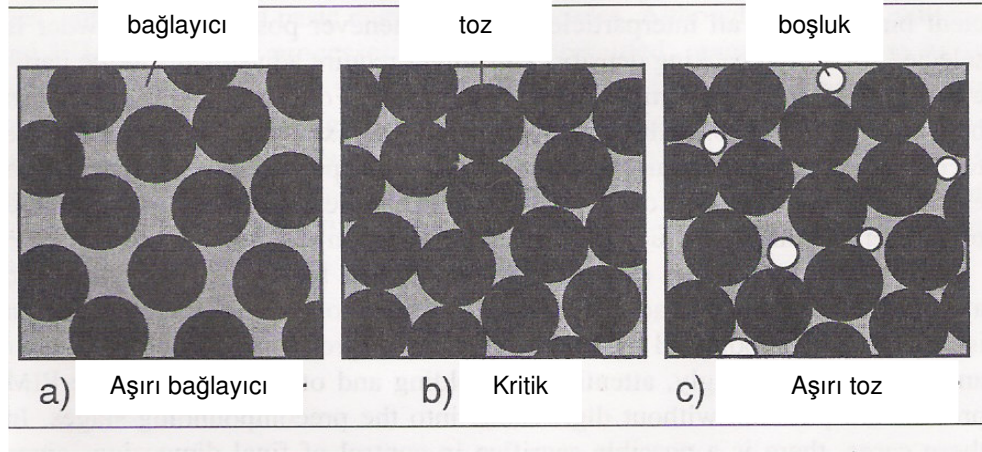 bağlayıcı toz boşluk
a) Aşırı bağlayıcı b) Kritik c) Aşırı toz